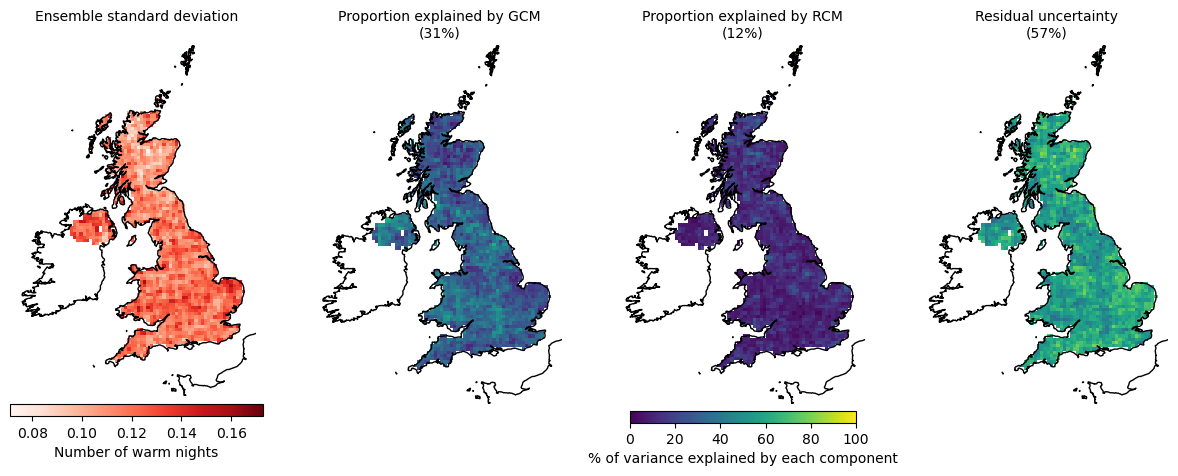 Ensemble standard deviation
Proportion explained by GCM
(31%)
Proportion explained by RCM
(12%)
Residual uncertainty
(57%)
0.08 0.10 0.12 0.14 0.16
Number of warm nights
0 20 40 60 80 100
% of variance explained by each component